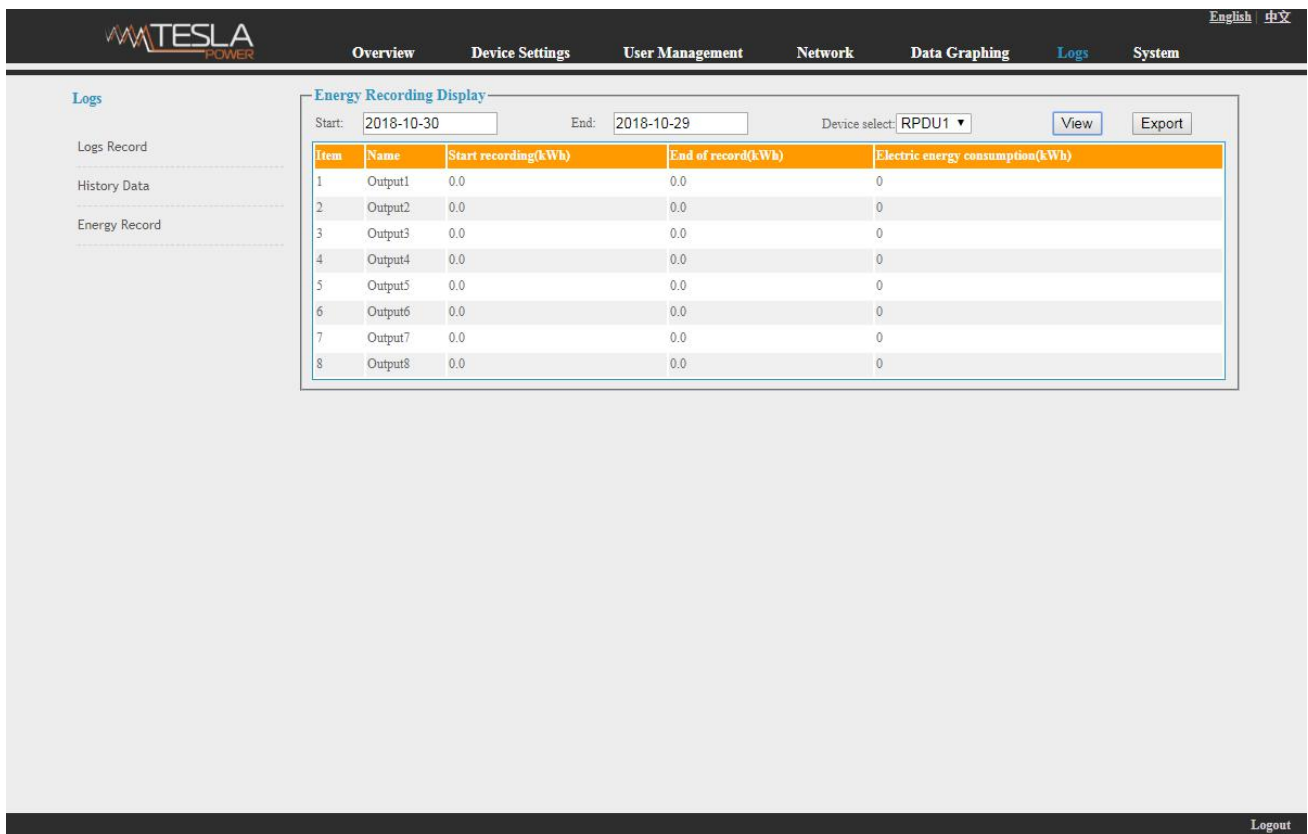 English | 中文
TESLA
POWER
Overview Device Settings User Management Network Data Graphing Logs System
Logs
Logs Record
History Data
Energy Record
Energy Recording Display
Start: 2018-10-30 End: 2018-10-29 Device select: RPDU1 ▼ View Export
Item Name Start recording(kWh) End of record(kWh) Electric energy consumption(kWh)
1 Output1 0.0 0.0 0
2 Output2 0.0 0.0 0
3 Output3 0.0 0.0 0
4 Output4 0.0 0.0 0
5 Output5 0.0 0.0 0
6 Output6 0.0 0.0 0
7 Output7 0.0 0.0 0
8 Output8 0.0 0.0 0
Logout